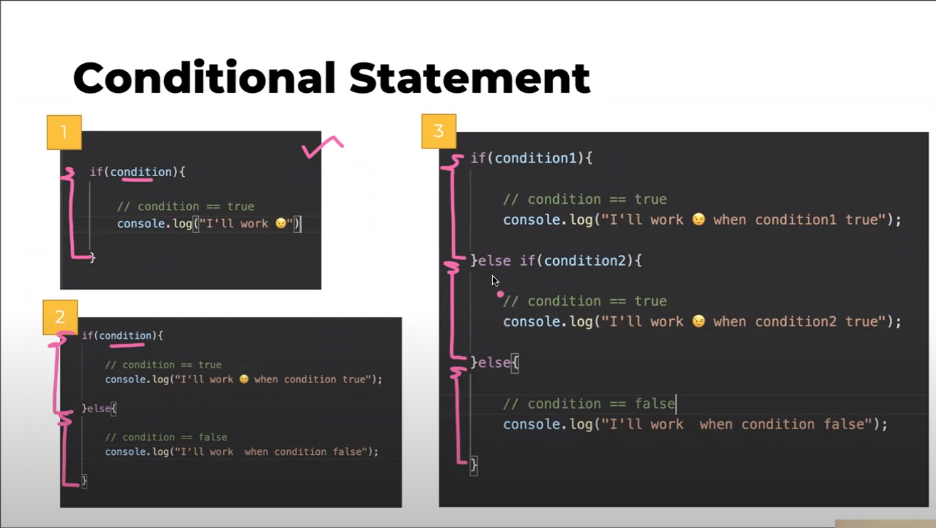 Conditional Statement
1
if(condition){
// condition == true
console.log("I'll work 😉")
}
2
if(condition){
// condition == true
console.log("I'll work 😉 when condition true");
}else{
// condition == false
console.log("I'll work  when condition false");
}
3
if(condition1){
// condition == true
console.log("I'll work 😉 when condition1 true");
}else if(condition2){
// condition == true
console.log("I'll work 😉 when condition2 true");
}else{
// condition == false
console.log("I'll work  when condition false");
}